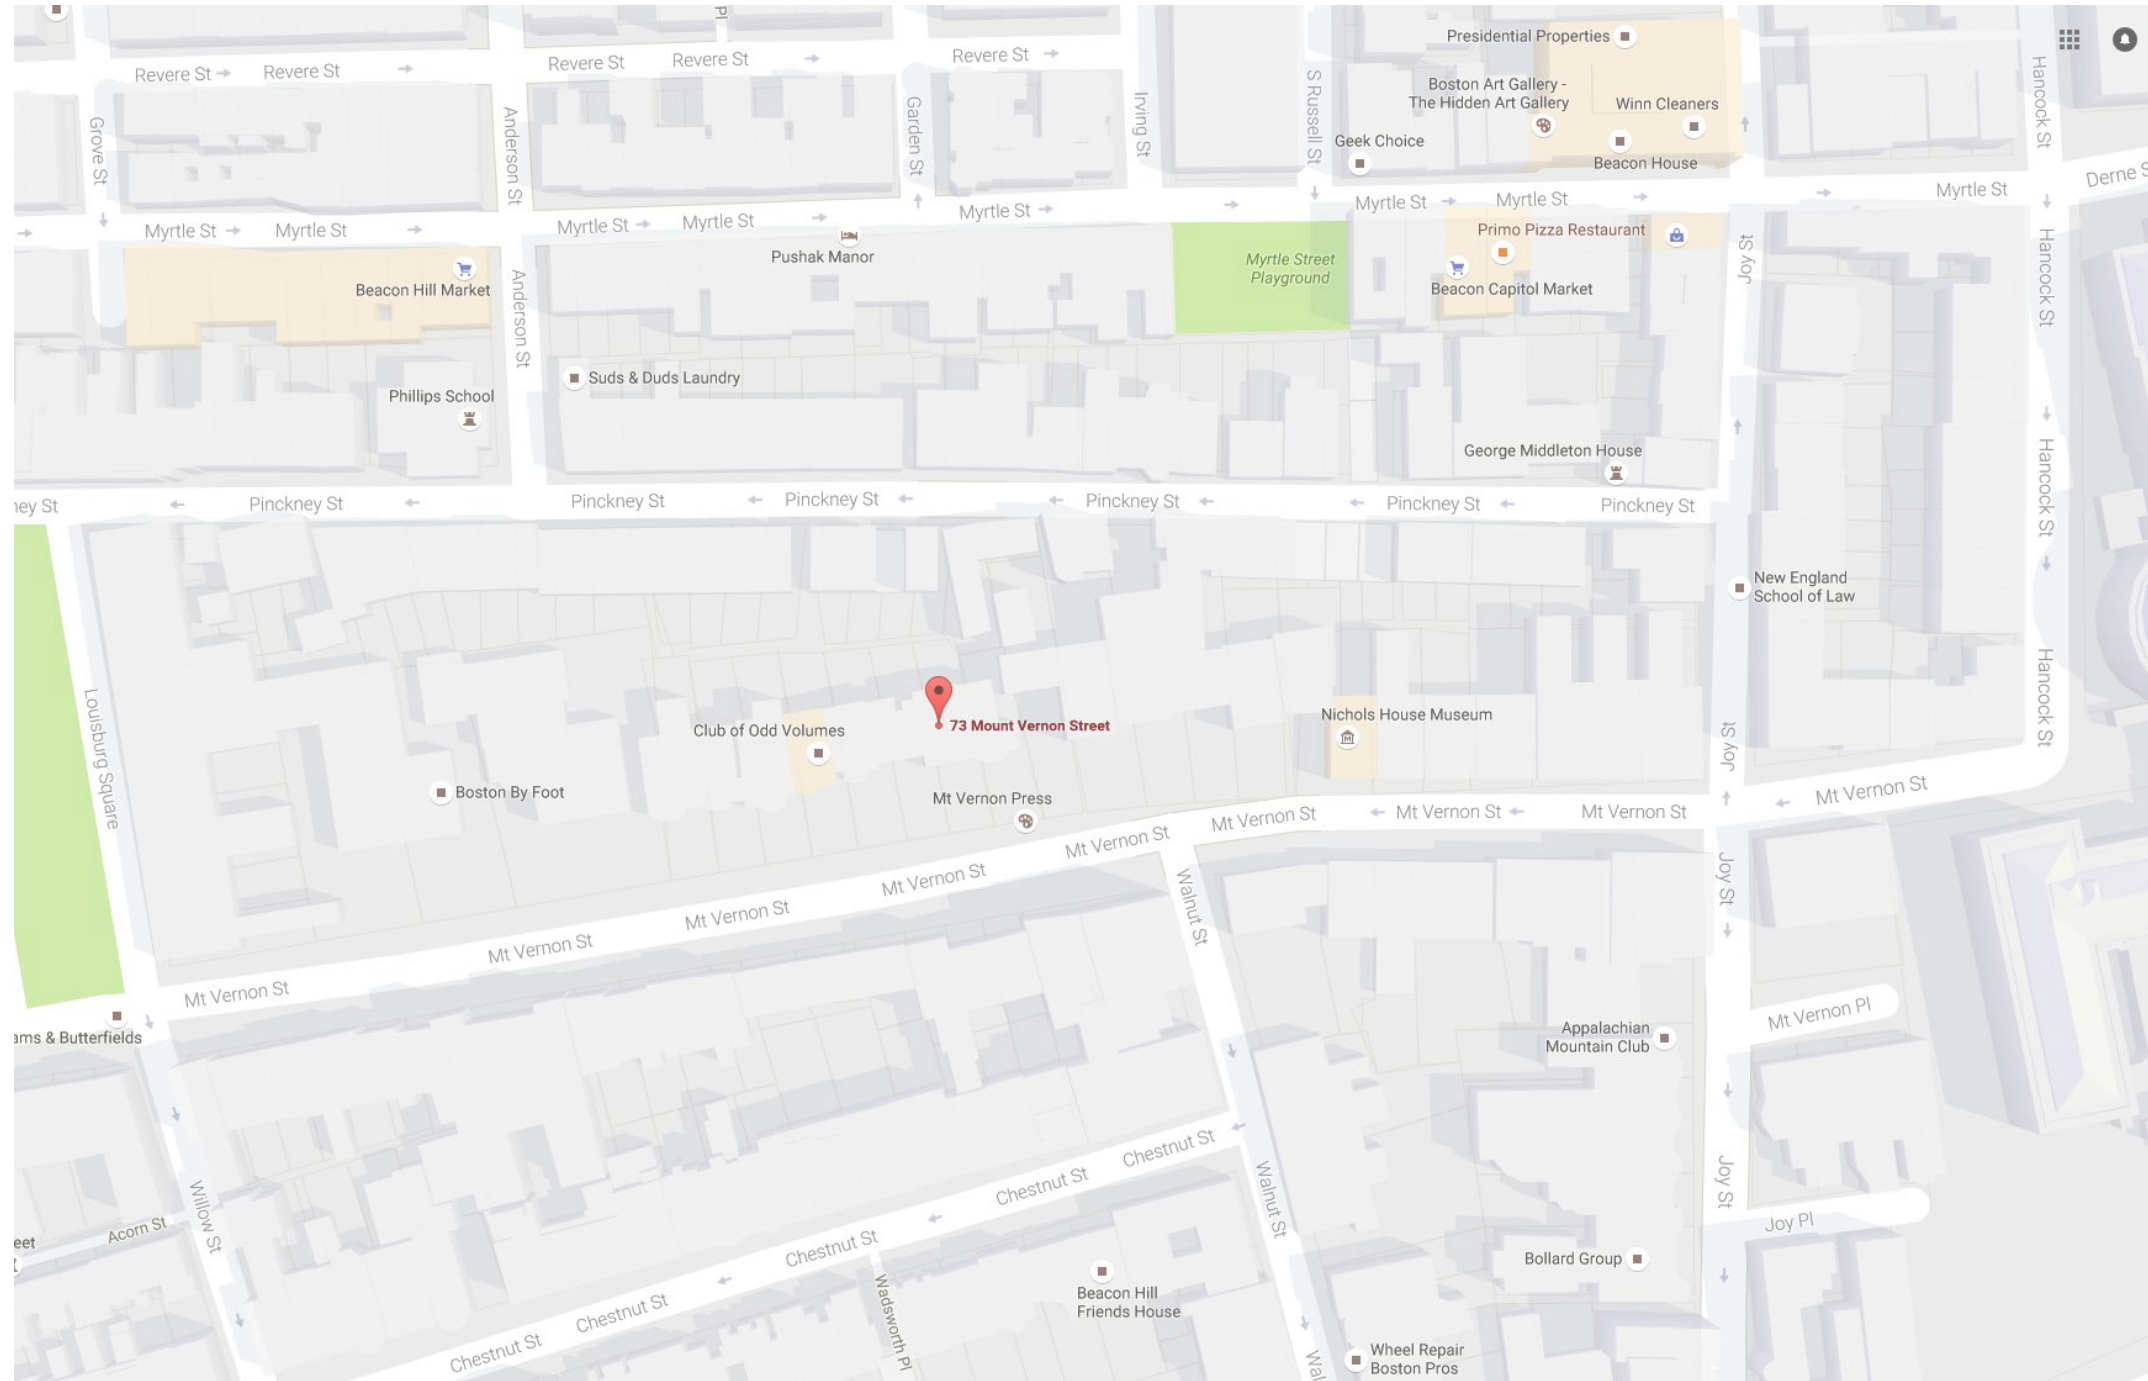 Pl
Presidential Properties
Revere St
Revere St
Revere St
Revere St
Revere St
Boston Art Gallery -
The Hidden Art Gallery
Winn Cleaners
Geek Choice
Beacon House
Grove St
Anderson St
Garden St
Irving St
S Russell St
Hancock St
Derne S
Myrtle St
Myrtle St
Myrtle St
Myrtle St
Myrtle St
Myrtle St
Myrtle St
Myrtle St
Pushak Manor
Primo Pizza Restaurant
Myrtle Street
Playground
Beacon Capitol Market
Beacon Hill Market
Anderson St
Joy St
Hancock St
Suds & Duds Laundry
Phillips School
George Middleton House
Hancock St
ney St
Pinckney St
Pinckney St
Pinckney St
Pinckney St
Pinckney St
Pinckney St
New England
School of Law
Hancock St
Louisburg Square
Club of Odd Volumes
73 Mount Vernon Street
Nichols House Museum
Joy St
Boston By Foot
Mt Vernon Press
Mt Vernon St
Mt Vernon St
Mt Vernon St
Mt Vernon St
Mt Vernon St
Mt Vernon St
Mt Vernon St
Mt Vernon St
Mt Vernon St
Walnut St
Joy St
ams & Butterfields
Mt Vernon Pl
Appalachian
Mountain Club
Chestnut St
Chestnut St
Chestnut St
Chestnut St
Chestnut St
Willow St
Acorn St
eet
Walnut St
Joy St
Joy Pl
Bollard Group
Wadsworth Pl
Beacon Hill
Friends House
Wheel Repair
Boston Pros
Wal